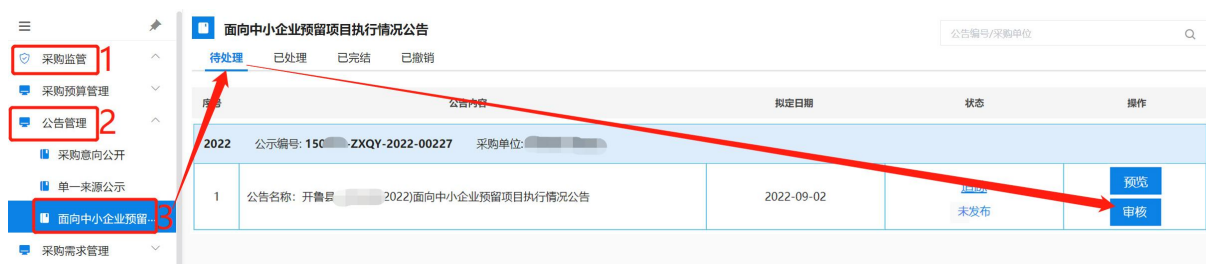 面向中小企业预留项目执行情况公告
公告编号/采购单位
采购监管 1
待处理 已处理 已完结 已撤销
采购预算管理
公告内容 拟定日期 状态 操作
公告管理 2
2022 公示编号: 150 -ZXQY-2022-00227 采购单位:
采购意向公开
单一来源公示
1 公告名称：开鲁县 2022)面向中小企业预留项目执行情况公告 2022-09-02 预览
未发布 审核
面向中小企业预留... 3
采购需求管理